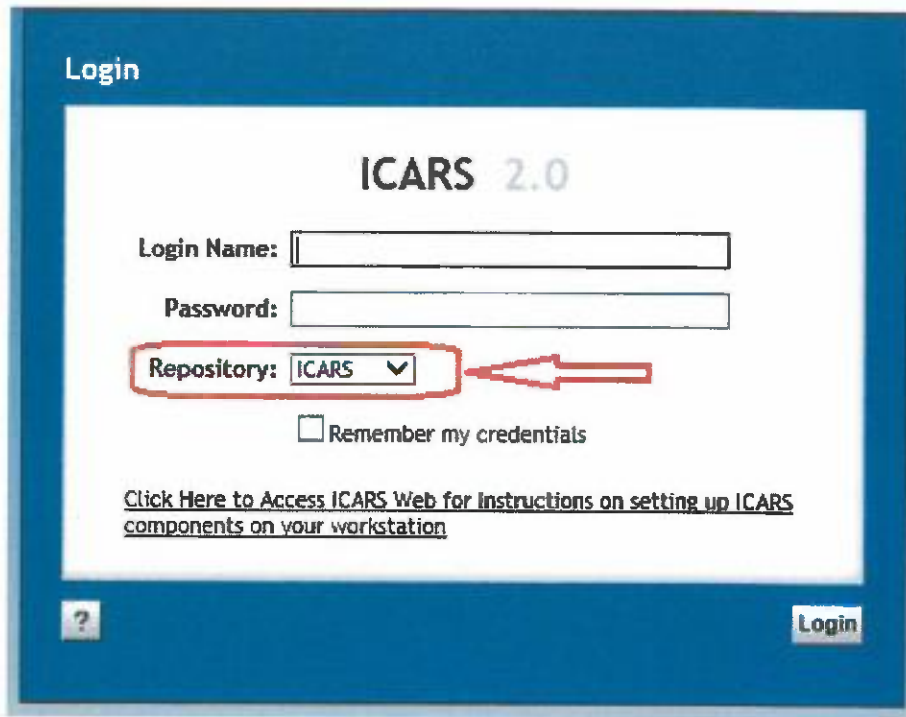 Login
ICARS 2.0
Login Name:
Password:
Repository: ICARS
Remember my credentials
Click Here to Access ICARS Web for Instructions on setting up ICARS
components on your workstation
? Login